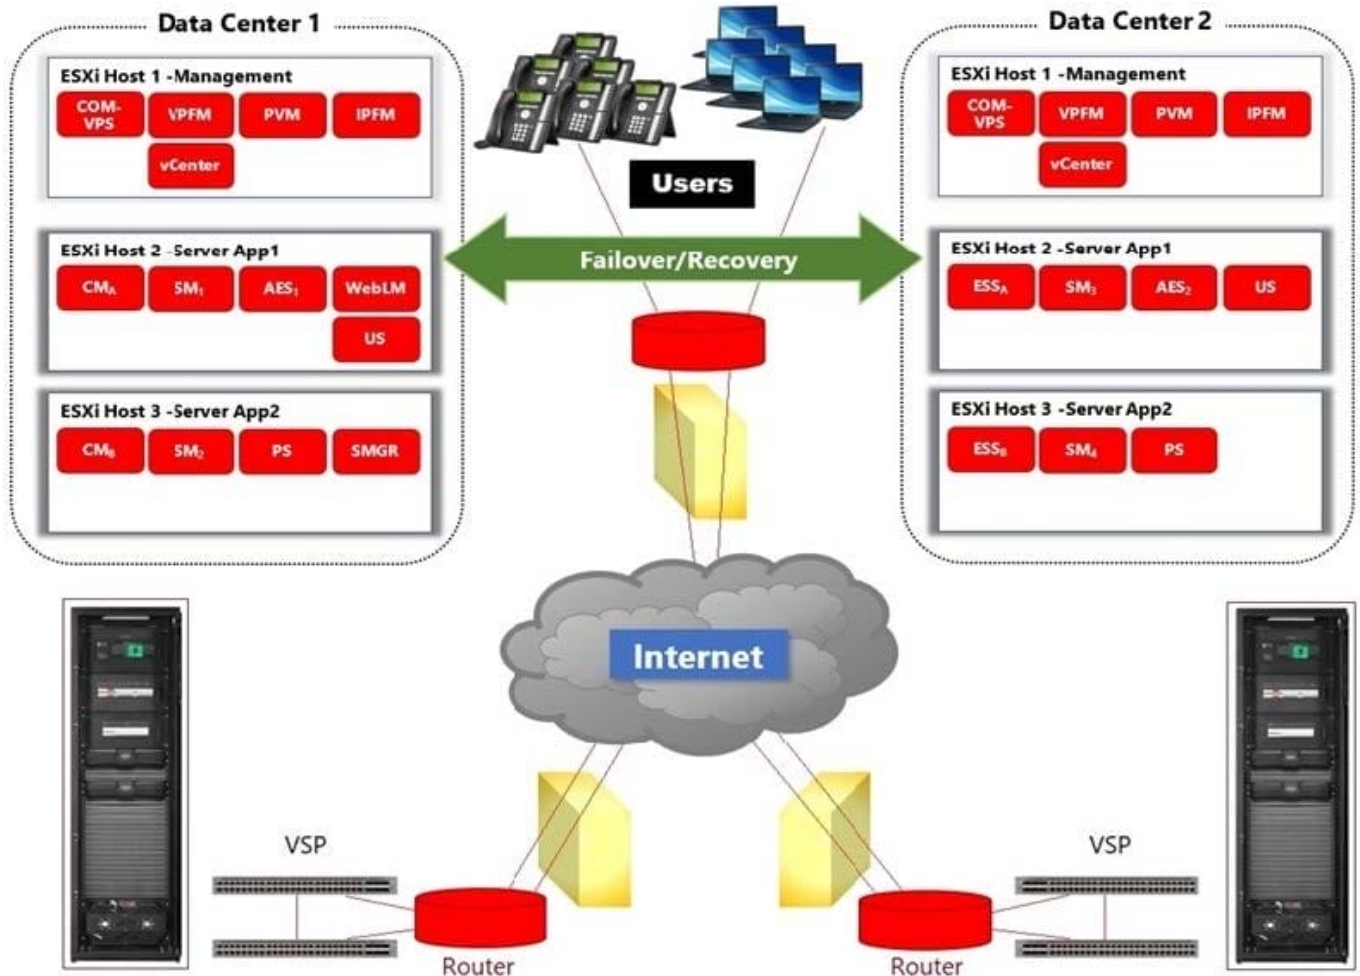 Data Center 1
ESXi Host 1 -Management
COM-
VPS
VPFM
PVM
IPFM
vCenter
ESXi Host 2 -Server App1
CMA
SM1
AES1
WebLM
US
ESXi Host 3 -Server App2
CMB
SM2
PS
SMGR
Users
Failover/Recovery
Data Center 2
ESXi Host 1 -Management
COM-
VPS
VPFM
PVM
IPFM
vCenter
ESXi Host 2 -Server App1
ESSA
SM3
AES2
US
ESXi Host 3 -Server App2
ESSB
SM4
PS
Internet
VSP
Router
VSP
Router